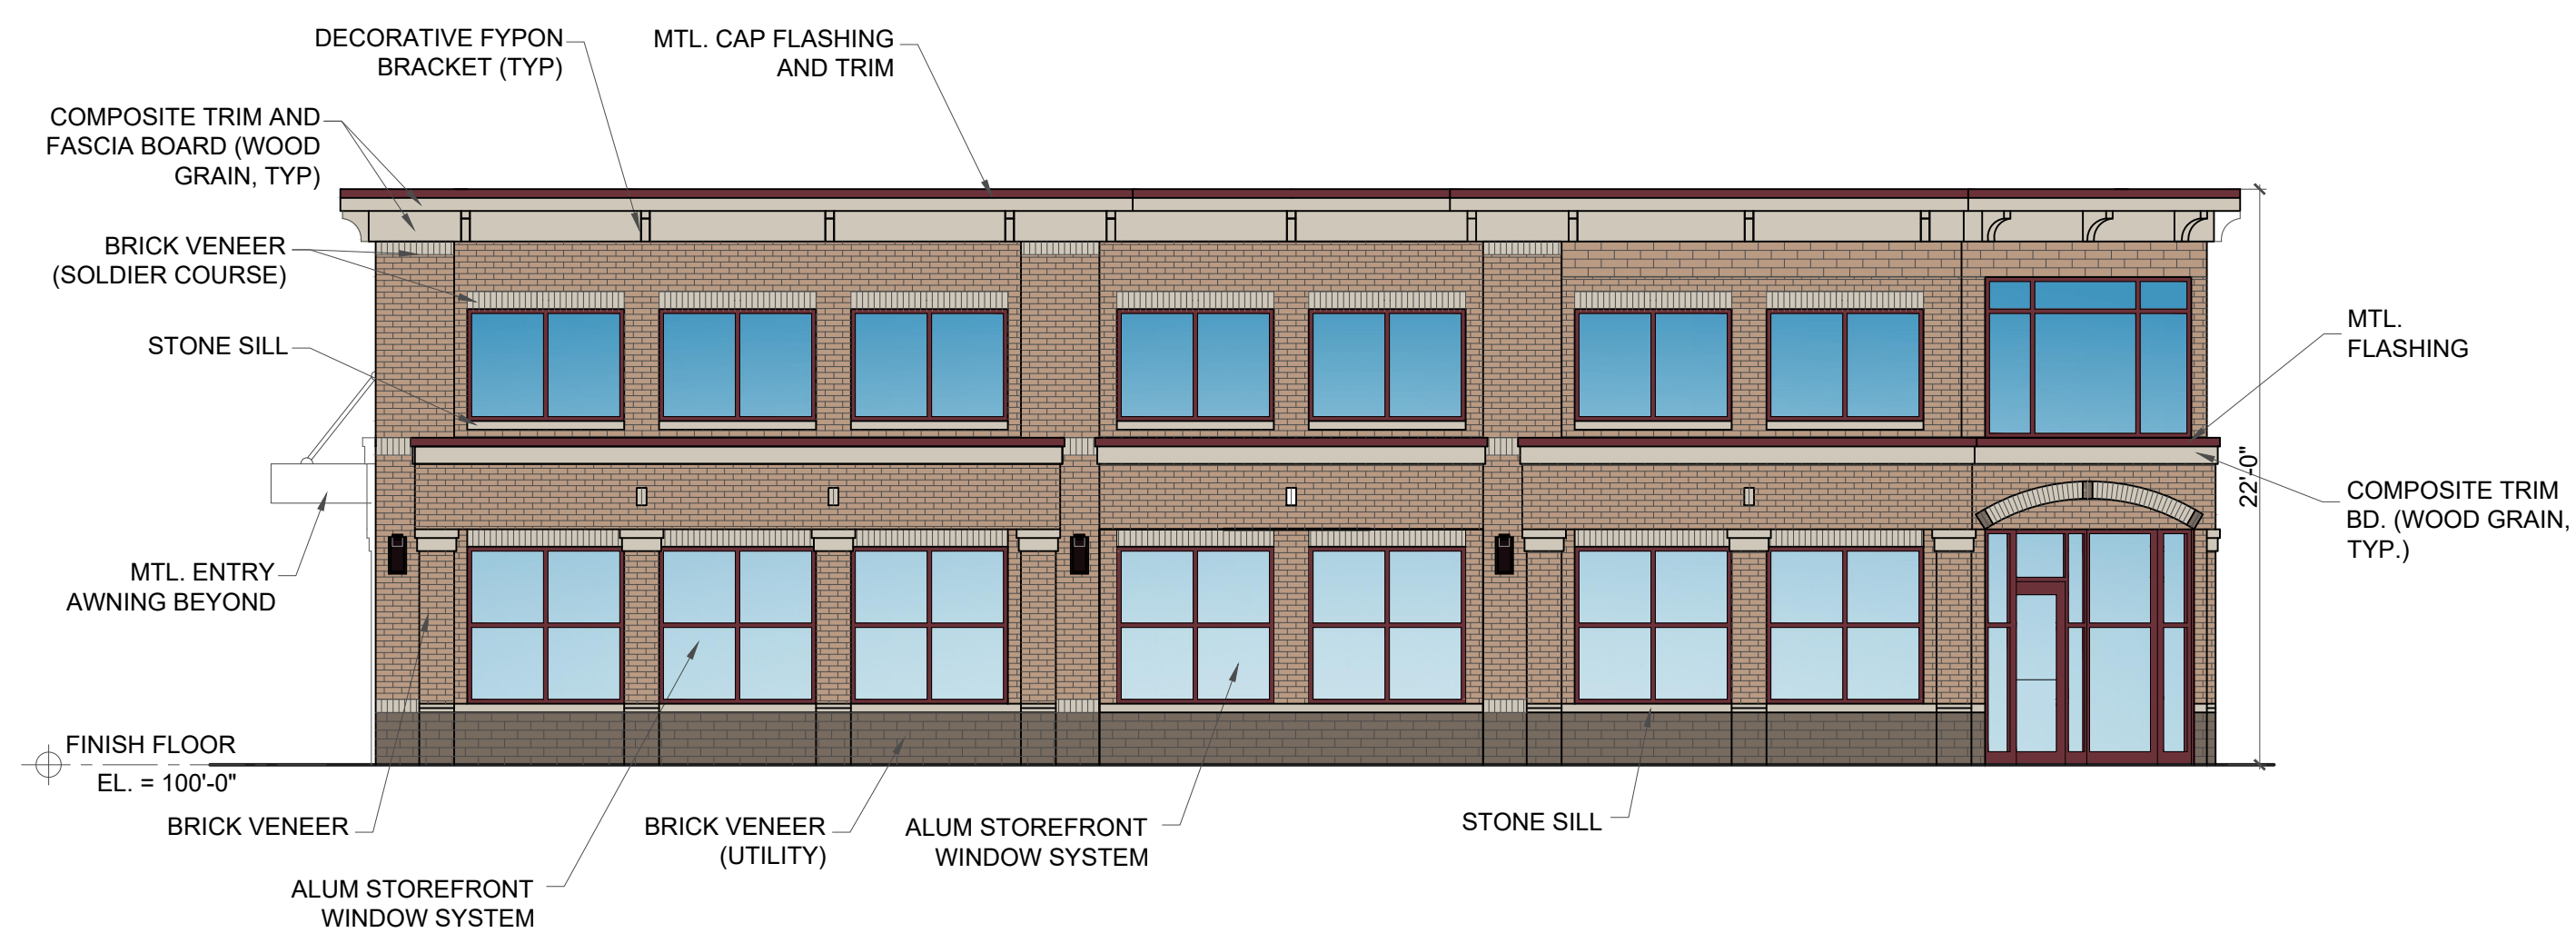 DECORATIVE FYPON
BRACKET (TYP)
MTL. CAP FLASHING
AND TRIM
COMPOSITE TRIM AND
FASCIA BOARD (WOOD
GRAIN, TYP)
BRICK VENEER
(SOLDIER COURSE)
STONE SILL
MTL.
FLASHING
22'-0"
COMPOSITE TRIM
BD. (WOOD GRAIN,
TYP.)
MTL. ENTRY
AWNING BEYOND
FINISH FLOOR
EL. = 100'-0"
BRICK VENEER
BRICK VENEER
(UTILITY)
ALUM STOREFRONT
WINDOW SYSTEM
STONE SILL
ALUM STOREFRONT
WINDOW SYSTEM